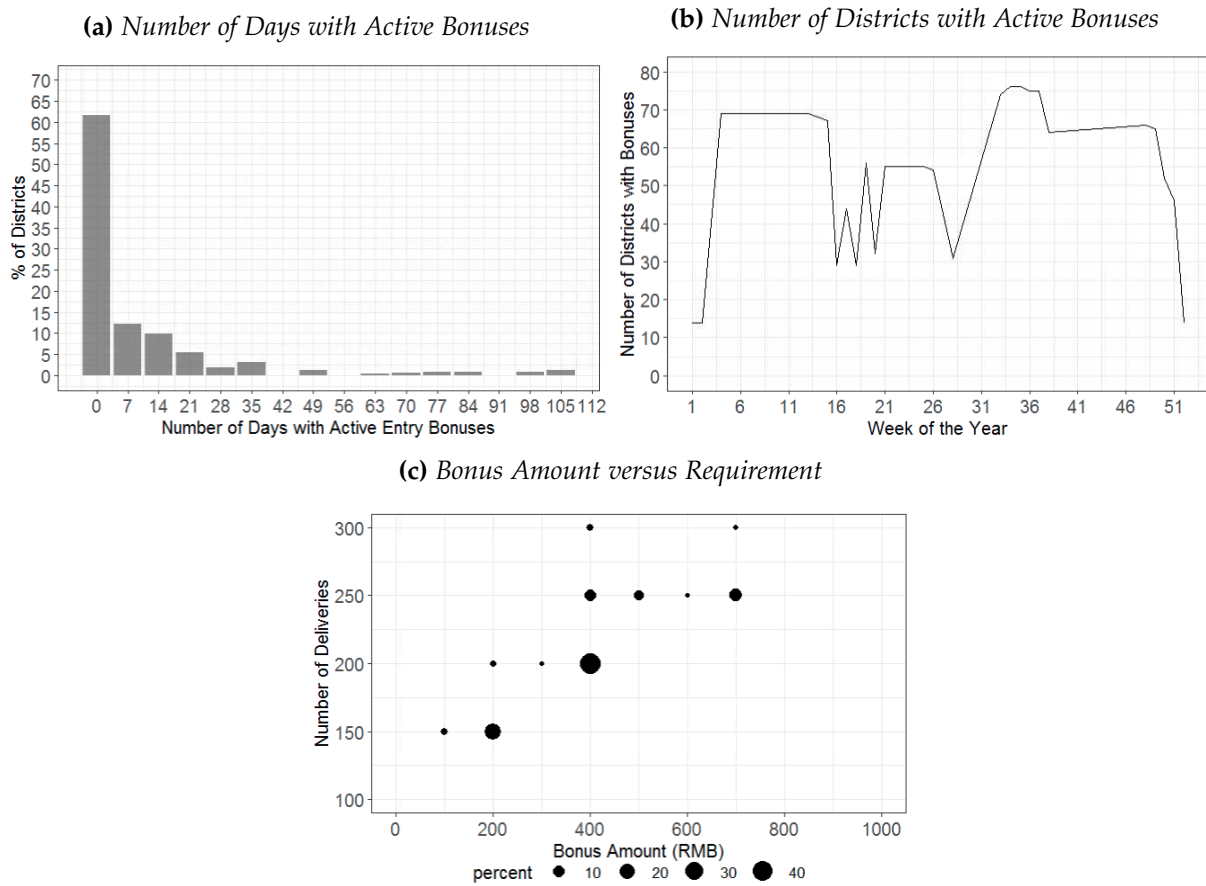 (a) Number of Days with Active Bonuses
70
65
60
55
50
45
40
35
30
25
20
15
10
5
0
% of Districts
0 7 14 21 28 35 42 49 56 63 70 77 84 91 98 105 112
Number of Days with Active Entry Bonuses
(b) Number of Districts with Active Bonuses
80
70
60
50
40
30
20
10
0
Number of Districts with Bonuses
1 6 11 16 21 26 31 36 41 46 51
Week of the Year
(c) Bonus Amount versus Requirement
300
250
200
150
100
Number of Deliveries
0 200 400 600 800 1000
Bonus Amount (RMB)
percent 10 20 30 40